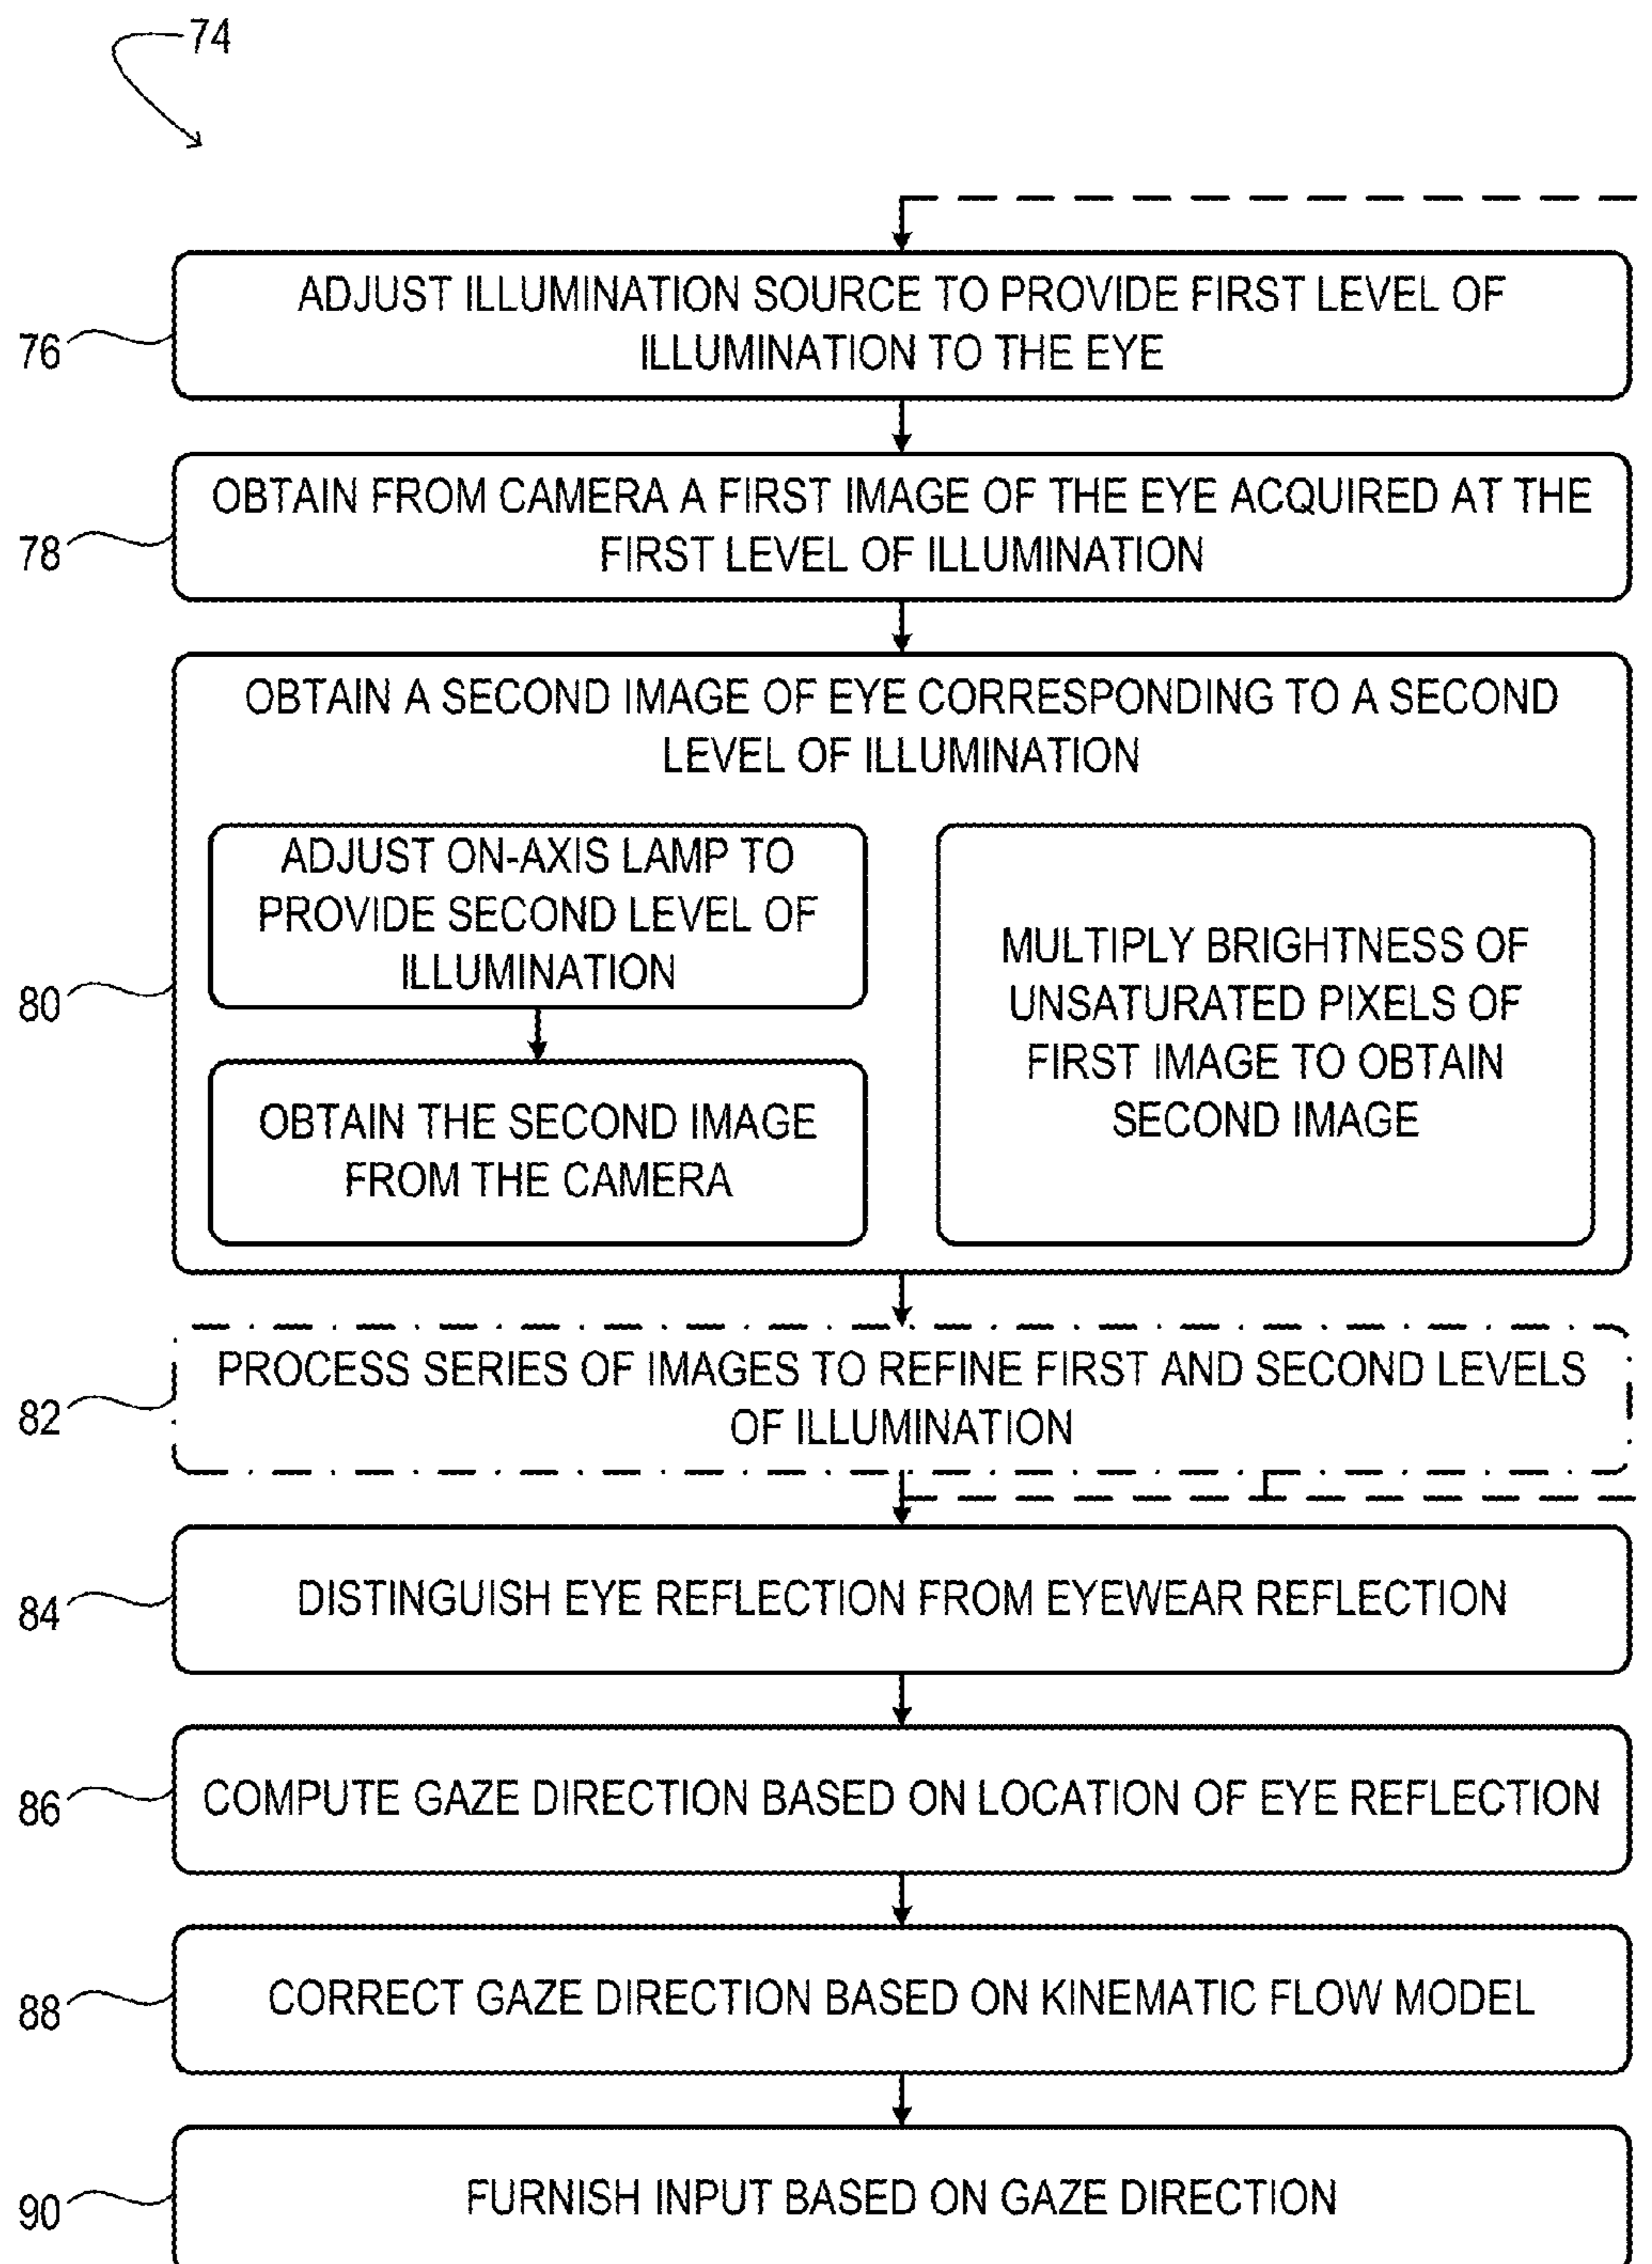 74
ADJUST ILLUMINATION SOURCE TO PROVIDE FIRST LEVEL OF
ILLUMINATION TO THE EYE
76
OBTAIN FROM CAMERA A FIRST IMAGE OF THE EYE ACQUIRED AT THE
FIRST LEVEL OF ILLUMINATION
78
OBTAIN A SECOND IMAGE OF EYE CORRESPONDING TO A SECOND
LEVEL OF ILLUMINATION
80
ADJUST ON-AXIS LAMP TO
PROVIDE SECOND LEVEL OF
ILLUMINATION
OBTAIN THE SECOND IMAGE
FROM THE CAMERA
MULTIPLY BRIGHTNESS OF
UNSATURATED PIXELS OF
FIRST IMAGE TO OBTAIN
SECOND IMAGE
PROCESS SERIES OF IMAGES TO REFINE FIRST AND SECOND LEVELS
OF ILLUMINATION
82
DISTINGUISH EYE REFLECTION FROM EYEWEAR REFLECTION
84
COMPUTE GAZE DIRECTION BASED ON LOCATION OF EYE REFLECTION
86
CORRECT GAZE DIRECTION BASED ON KINEMATIC FLOW MODEL
88
FURNISH INPUT BASED ON GAZE DIRECTION
90